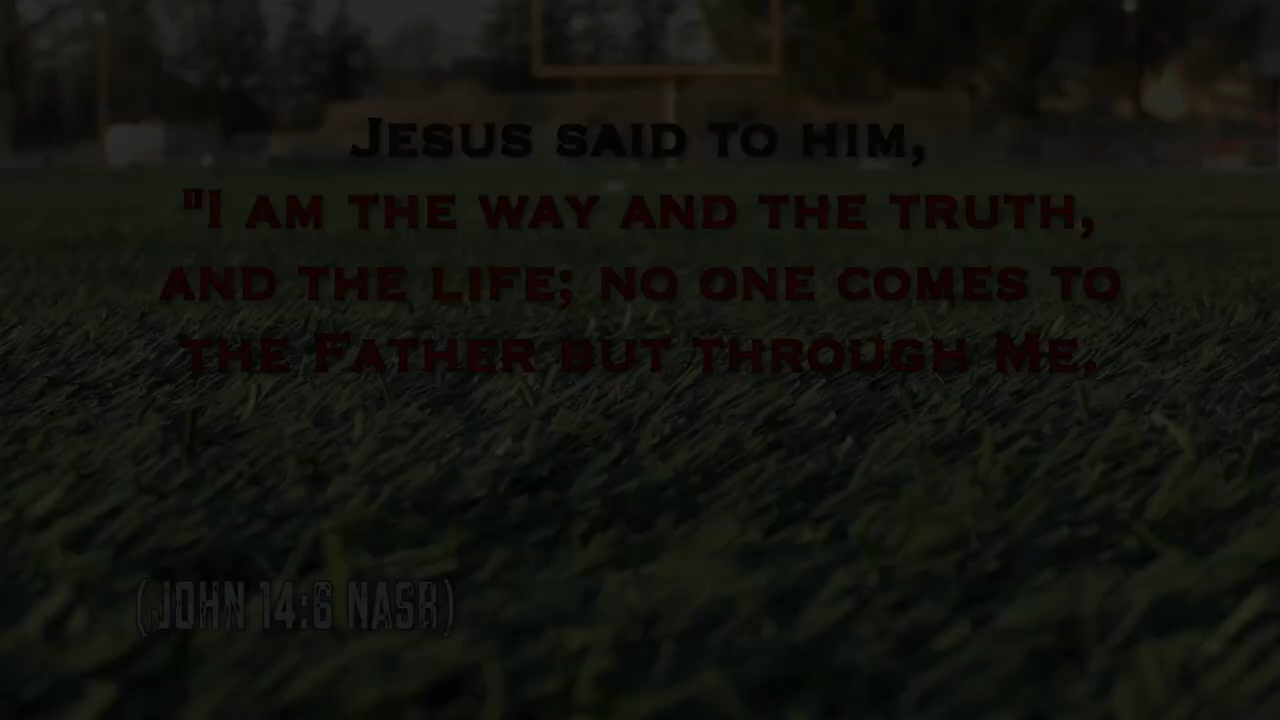 Jesus said to him,
"I am the way and the truth,
and the life; no one comes to
the Father but through Me.
(JOHN 14:6 NASB)